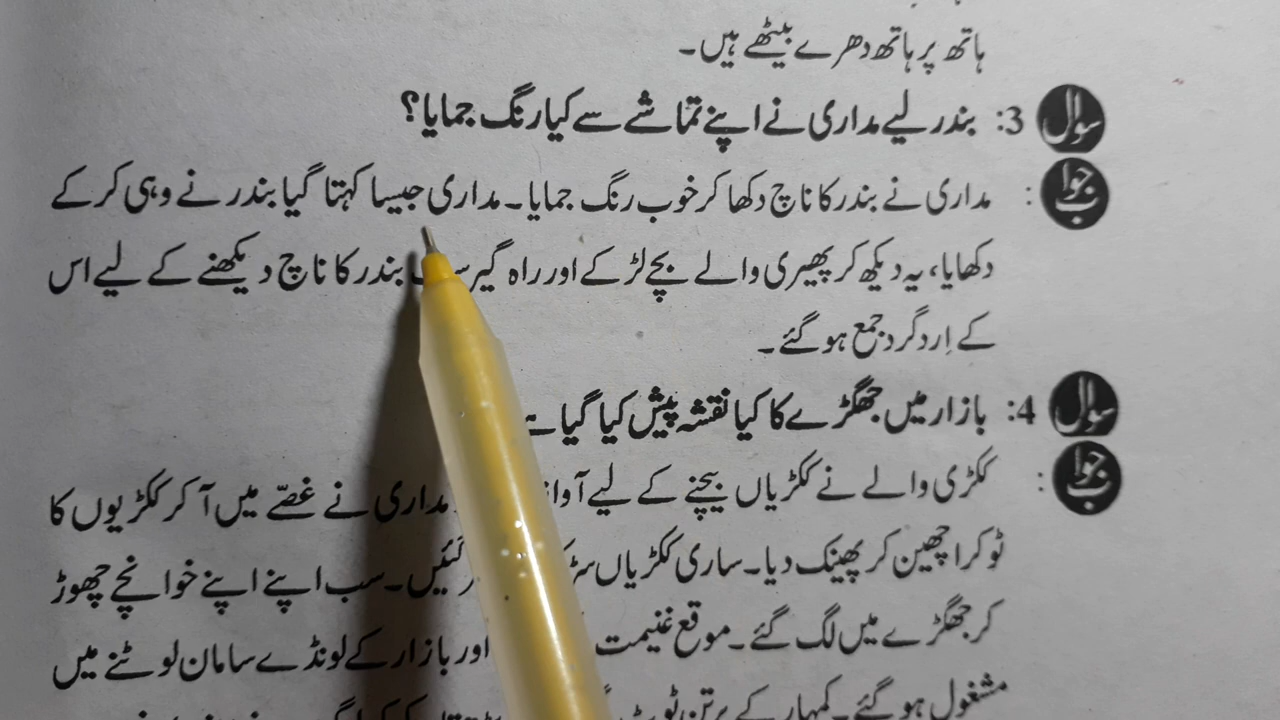 ہاتھ پر ہاتھ دھرے بیٹھے ہیں۔
سوال 3: بندر لیے مداری نے اپنے تماشے سے کیا رنگ جمایا؟
جواب : مداری نے بندر کا ناچ دکھا کر خوب رنگ جمایا۔ مداری جیسا کہتا گیا بندر نے وہی کر کے
دکھایا، یہ دیکھ کر پھیری والے بچے لڑکے اور راہ گیر بندر کا ناچ دیکھنے کے لیے اس
کے اِرد گرد جمع ہو گئے۔
سوال 4: بازار میں جھگڑے کا کیا نقشہ پیش کیا گیا
جواب : ککڑی والے نے ککڑیاں بیچنے کے لیے مداری نے غصّے میں آ کر ککڑیوں کا
ٹوکرا چھین کر پھینک دیا۔ ساری ککڑیاں گئیں۔ سب اپنے اپنے خوانچے چھوڑ
کر جھگڑے میں لگ گئے۔ موقع غنیمت اور بازار کے لونڈے سامان لوٹنے میں
مشغول ہو گئے۔ کمہار کے برتن